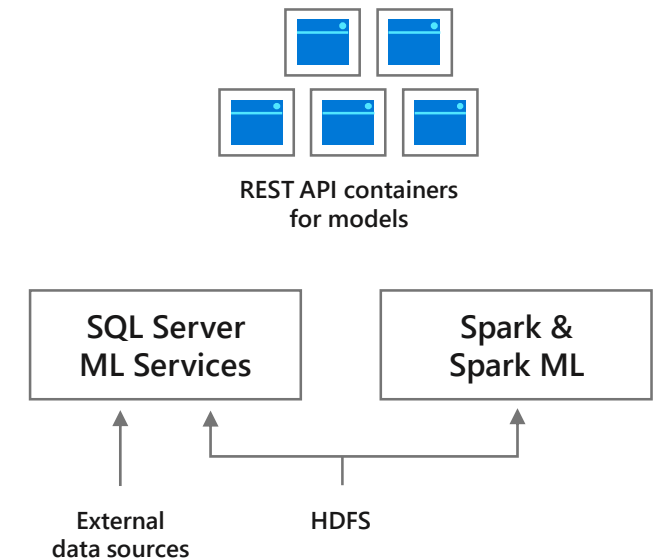 REST API containers
for models
SQL Server
ML Services
Spark &
Spark ML
External
data sources
HDFS